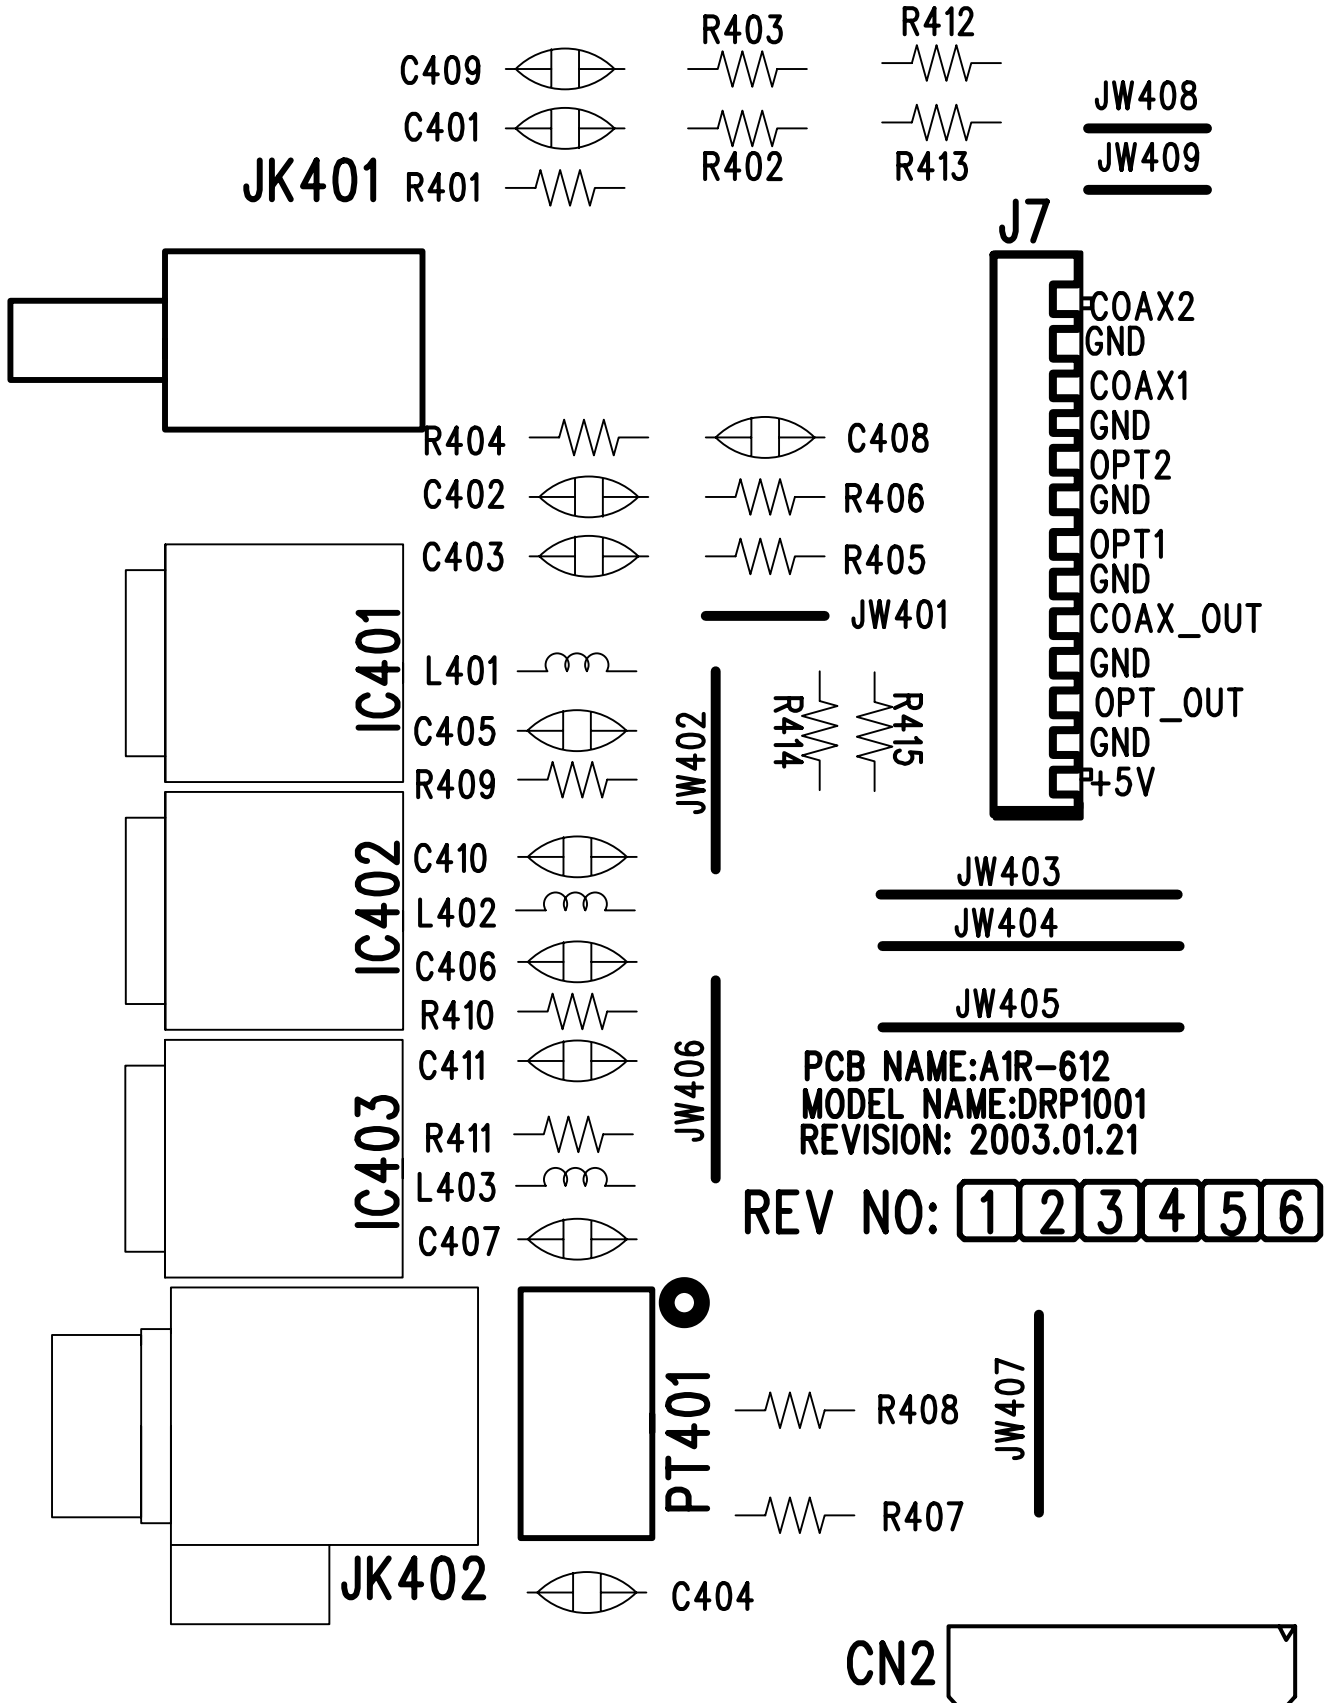 R403
R412
C409
JW408
C401
JW409
R402
R413
JK401
R401
J7
COAX2
GND
COAX1
GND
R404
C408
OPT2
C402
R406
GND
OPT1
C403
R405
GND
JW401
COAX_OUT
IC401
L401
GND
R414
R415
OPT_OUT
C405
JW402
GND
R409
+5V
IC402
C410
JW403
L402
JW404
C406
R410
JW405
C411
JW406
PCB NAME:A1R-612
MODEL NAME:DRP1001
REVISION: 2003.01.21
IC403
R411
L403
REV NO: 1 2 3 4 5 6
C407
PT401
R408
JW407
R407
JK402
C404
CN2